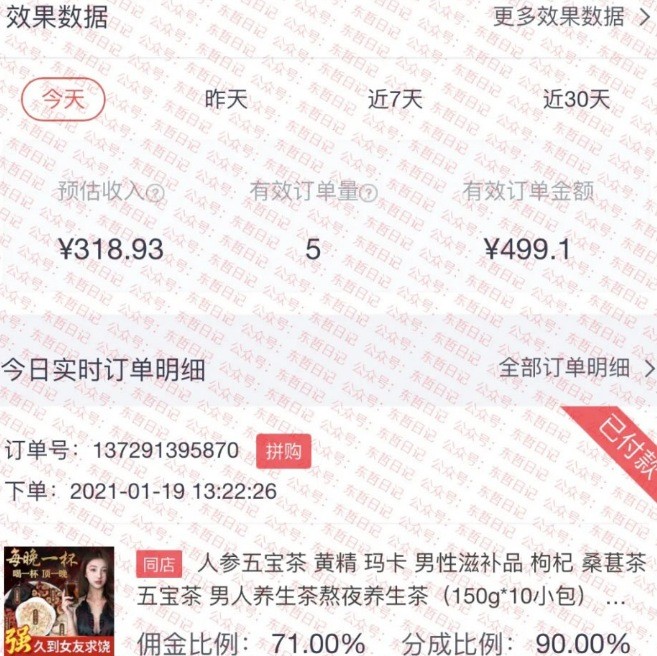 效果数据 更多效果数据 >
今天 昨天 近7天 近30天
预估收入? 有效订单量? 有效订单金额
¥318.93 5 ¥499.1
今日实时订单明细 全部订单明细 >
订单号：137291395870 拼购
已付款
下单：2021-01-19 13:22:26
每晚一杯
喝一杯 顶一晚
强久到女友求饶
同店 人参五宝茶 黄精 玛卡 男性滋补品 枸杞 桑葚茶
五宝茶 男人养生茶熬夜养生茶（150g*10小包） ...
佣金比例：71.00% 分成比例：90.00%
公众号：东哲日记